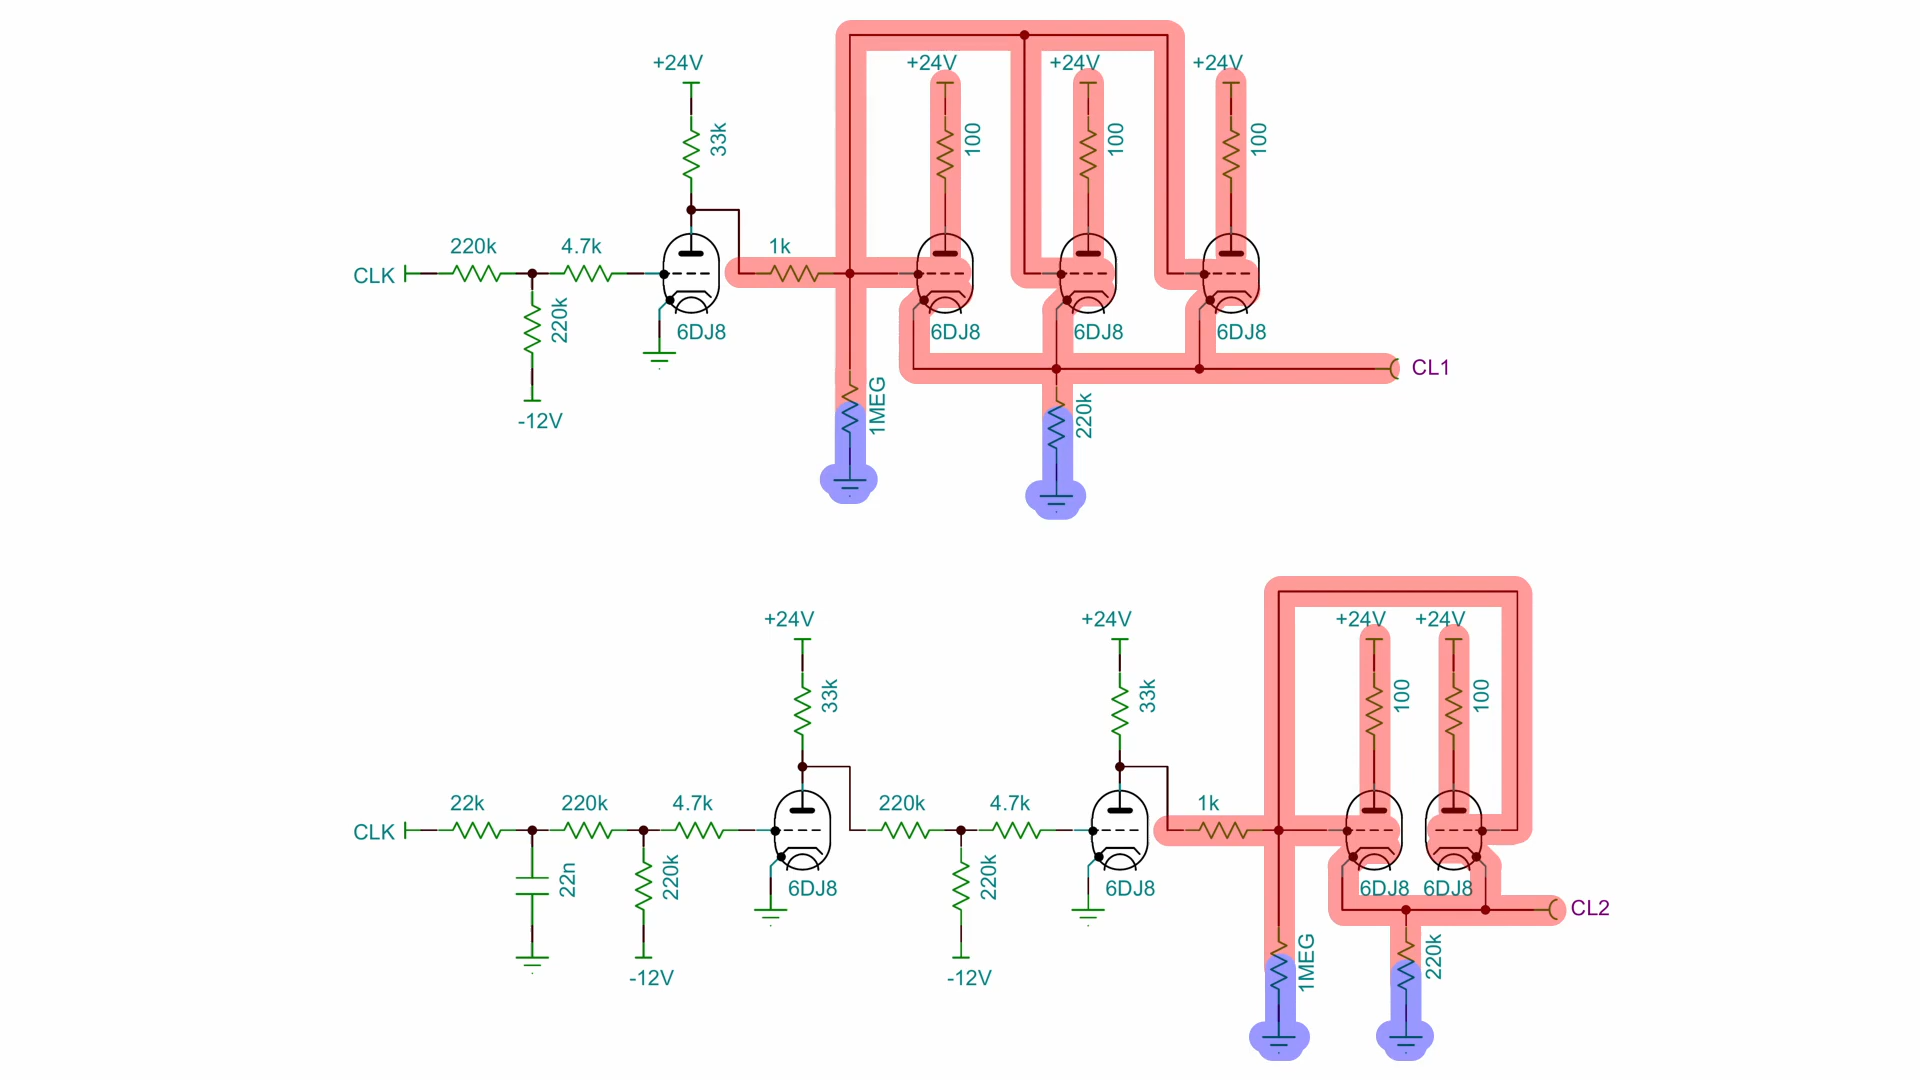 +24V
+24V
+24V
+24V
33k
100
100
100
220k
4.7k
1k
CLK
220k
6DJ8
6DJ8
6DJ8
6DJ8
CL1
1MEG
220k
-12V
+24V
+24V
+24V
+24V
33k
33k
100
100
22k
220k
4.7k
220k
4.7k
1k
CLK
22n
220k
6DJ8
220k
6DJ8
6DJ8
6DJ8
CL2
1MEG
220k
-12V
-12V